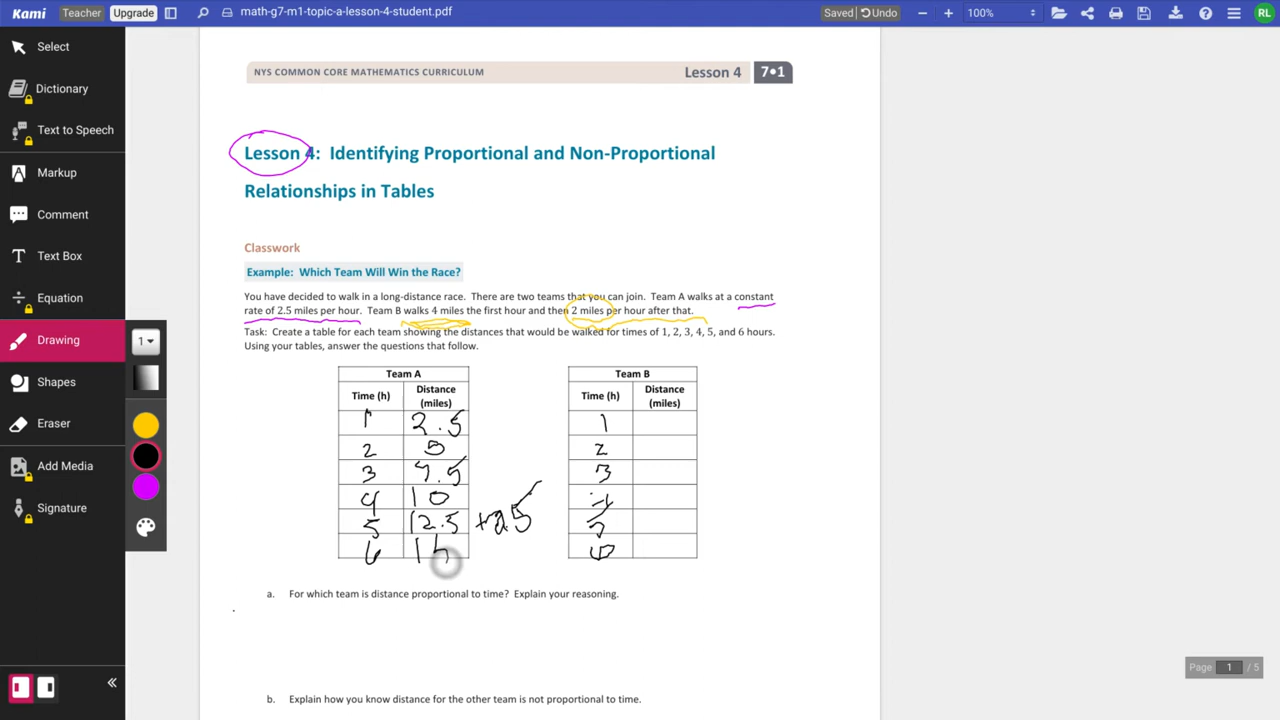 Kami Teacher Upgrade math-g7-m1-topic-a-lesson-4-student.pdf Saved Undo 100% RL
Select
Dictionary
Text to Speech
Markup
Comment
Text Box
Equation
Drawing
1
Shapes
Eraser
Add Media
Signature
NYS COMMON CORE MATHEMATICS CURRICULUM Lesson 4 7•1
Lesson 4: Identifying Proportional and Non-Proportional
Relationships in Tables
Classwork
Example: Which Team Will Win the Race?
You have decided to walk in a long-distance race. There are two teams that you can join. Team A walks at a constant
rate of 2.5 miles per hour. Team B walks 4 miles the first hour and then 2 miles per hour after that.
Task: Create a table for each team showing the distances that would be walked for times of 1, 2, 3, 4, 5, and 6 hours.
Using your tables, answer the questions that follow.
Team A
Time (h) Distance
(miles)
1 2.5
2 5
3 7.5
4 10
5 12.5 +2.5
6 15
Team B
Time (h) Distance
(miles)
1
2
3
4
5
6
a. For which team is distance proportional to time? Explain your reasoning.
b. Explain how you know distance for the other team is not proportional to time.
Page 1 / 5